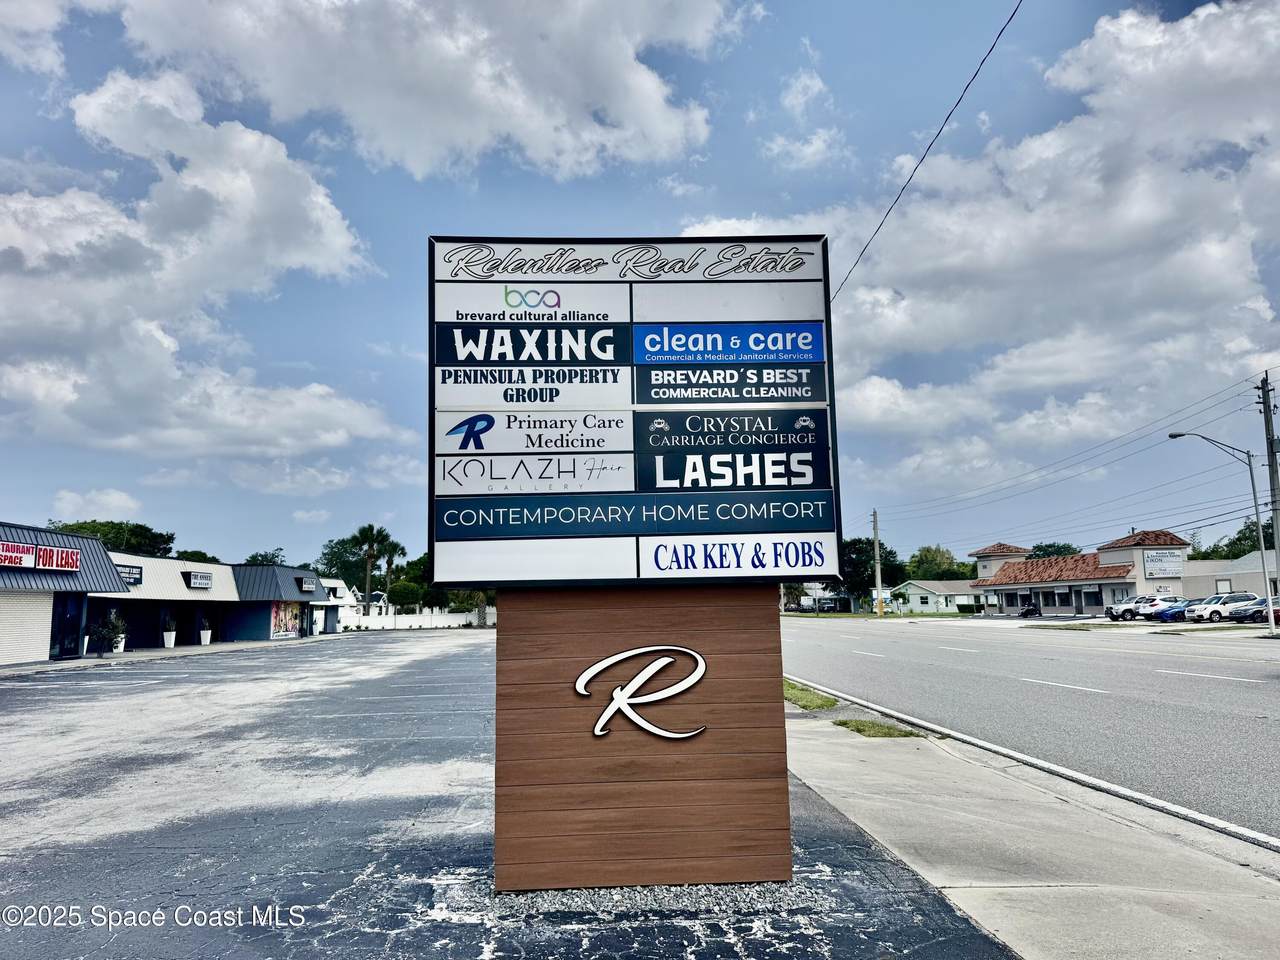 Relentless Real Estate
bca
brevard cultural alliance
WAXING
clean & care
Commercial & Medical Janitorial Services
PENINSULA PROPERTY
GROUP
BREVARD'S BEST
COMMERCIAL CLEANING
R
Primary Care
Medicine
CRYSTAL
CARRIAGE CONCIERGE
KOLAZH Hair
GALLERY
LASHES
CONTEMPORARY HOME COMFORT
CAR KEY & FOBS
R
FOR LEASE
SPACE
©2025 Space Coast MLS